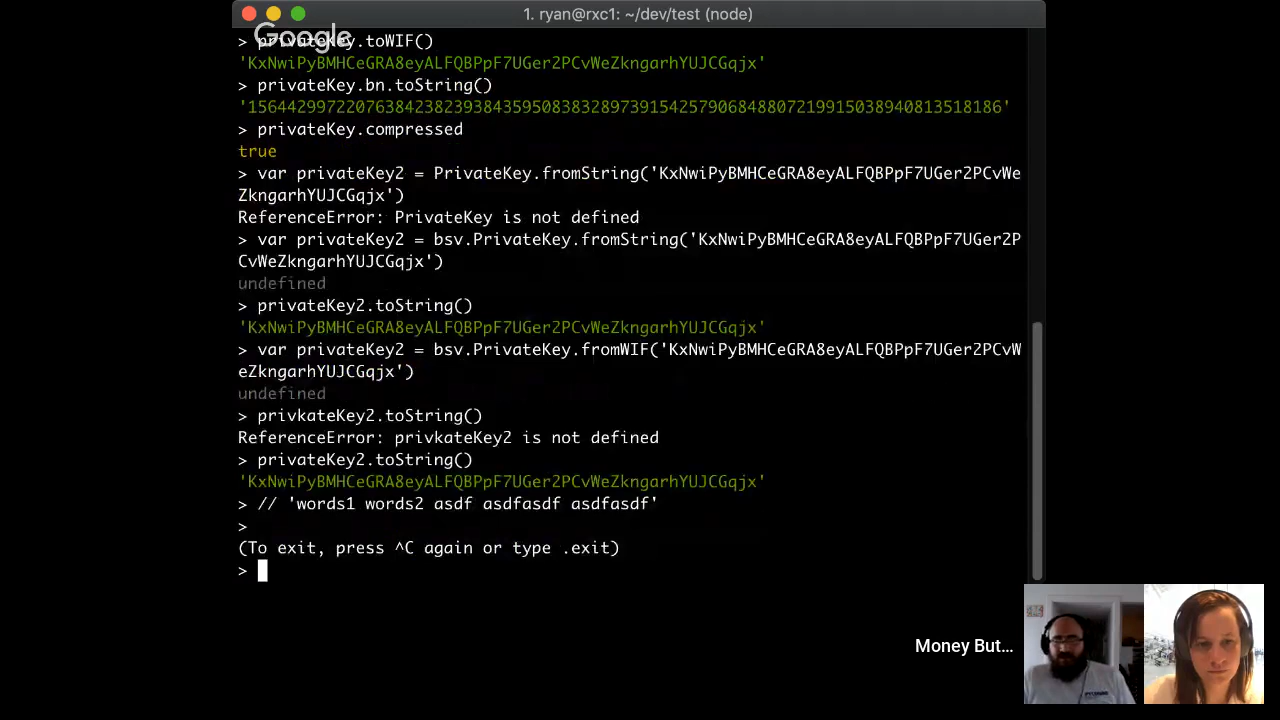 1. ryan@rxc1: ~/dev/test (node)
Google
> privateKey.toWIF()
'KxNwiPyBMHCeGRA8eyALFQBPpF7UGer2PCvWeZkngarhYUJCGqjx'
> privateKey.bn.toString()
'15644299722076384238239384359508383289739154257906848807219915038940813518186'
> privateKey.compressed
true
> var privateKey2 = PrivateKey.fromString('KxNwiPyBMHCeGRA8eyALFQBPpF7UGer2PCvWe
ZkngarhYUJCGqjx')
ReferenceError: PrivateKey is not defined
> var privateKey2 = bsv.PrivateKey.fromString('KxNwiPyBMHCeGRA8eyALFQBPpF7UGer2P
CvWeZkngarhYUJCGqjx')
undefined
> privateKey2.toString()
'KxNwiPyBMHCeGRA8eyALFQBPpF7UGer2PCvWeZkngarhYUJCGqjx'
> var privateKey2 = bsv.PrivateKey.fromWIF('KxNwiPyBMHCeGRA8eyALFQBPpF7UGer2PCvW
eZkngarhYUJCGqjx')
undefined
> privkateKey2.toString()
ReferenceError: privkateKey2 is not defined
> privateKey2.toString()
'KxNwiPyBMHCeGRA8eyALFQBPpF7UGer2PCvWeZkngarhYUJCGqjx'
> // 'words1 words2 asdf asdfasdf asdfasdf'
>
(To exit, press ^C again or type .exit)
>
Money But...